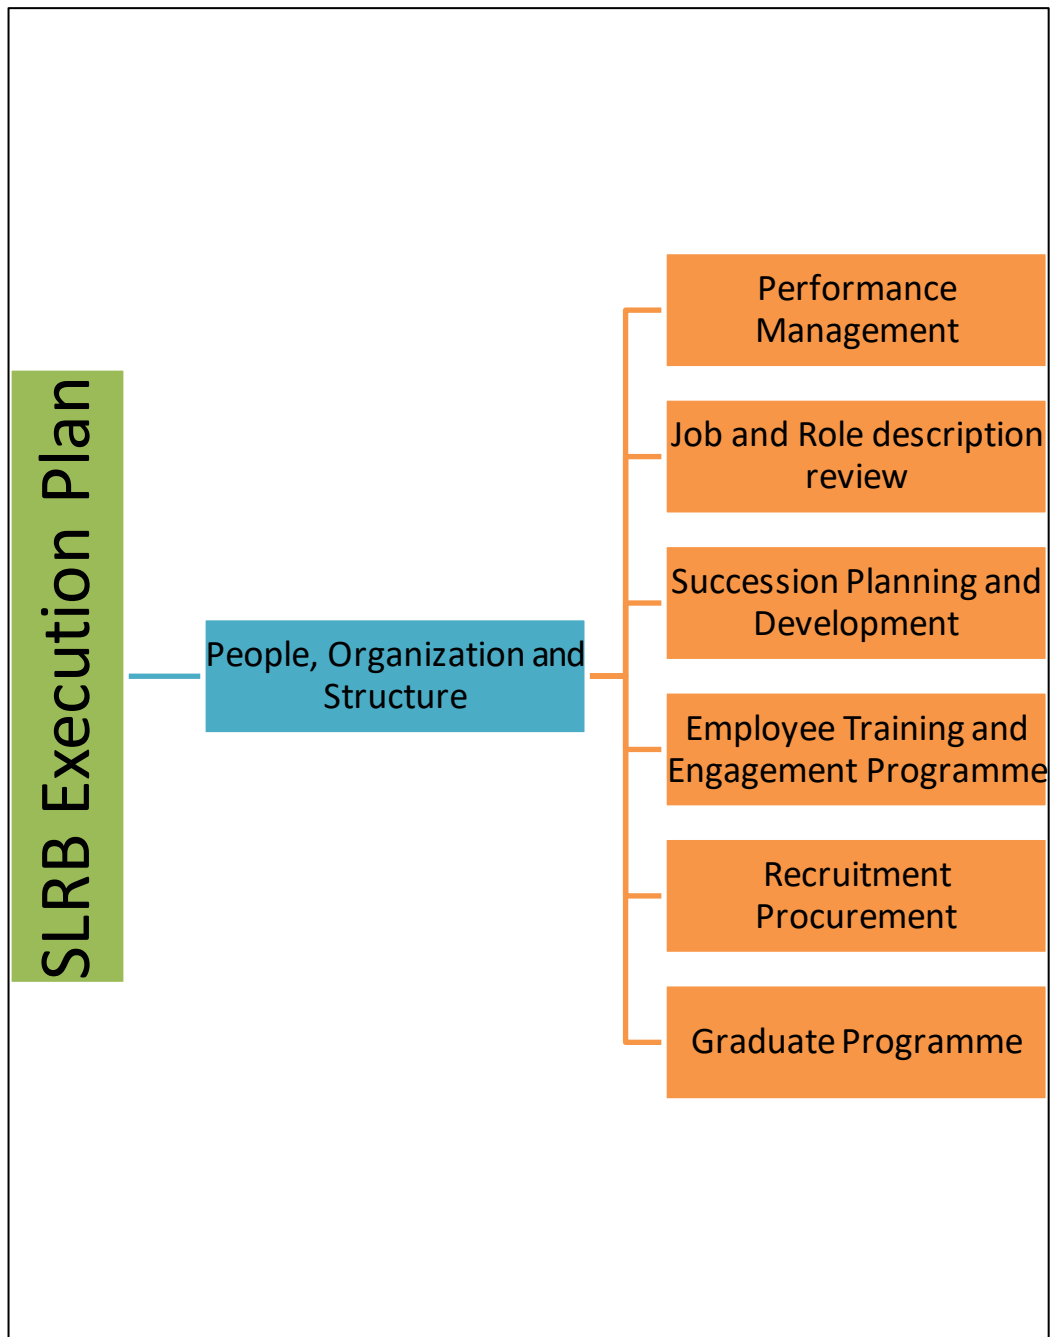 SLRB Execution Plan
People, Organization and
Structure
Performance
Management
Job and Role description
review
Succession Planning and
Development
Employee Training and
Engagement Programme
Recruitment
Procurement
Graduate Programme